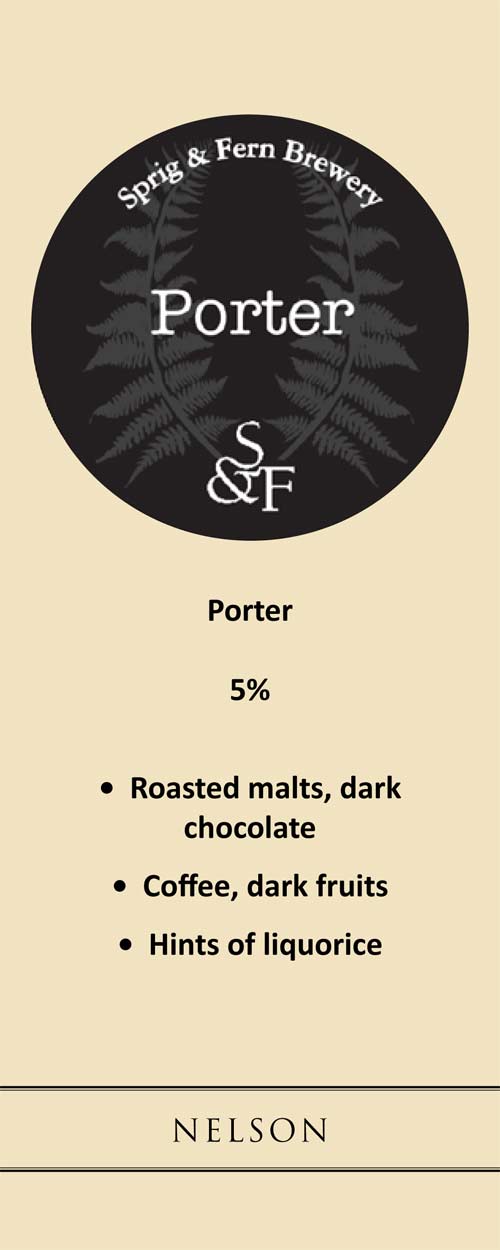 Sprig & Fern Brewery
Porter
S
&F
Porter
5%
• Roasted malts, dark
chocolate
• Coffee, dark fruits
• Hints of liquorice
NELSON